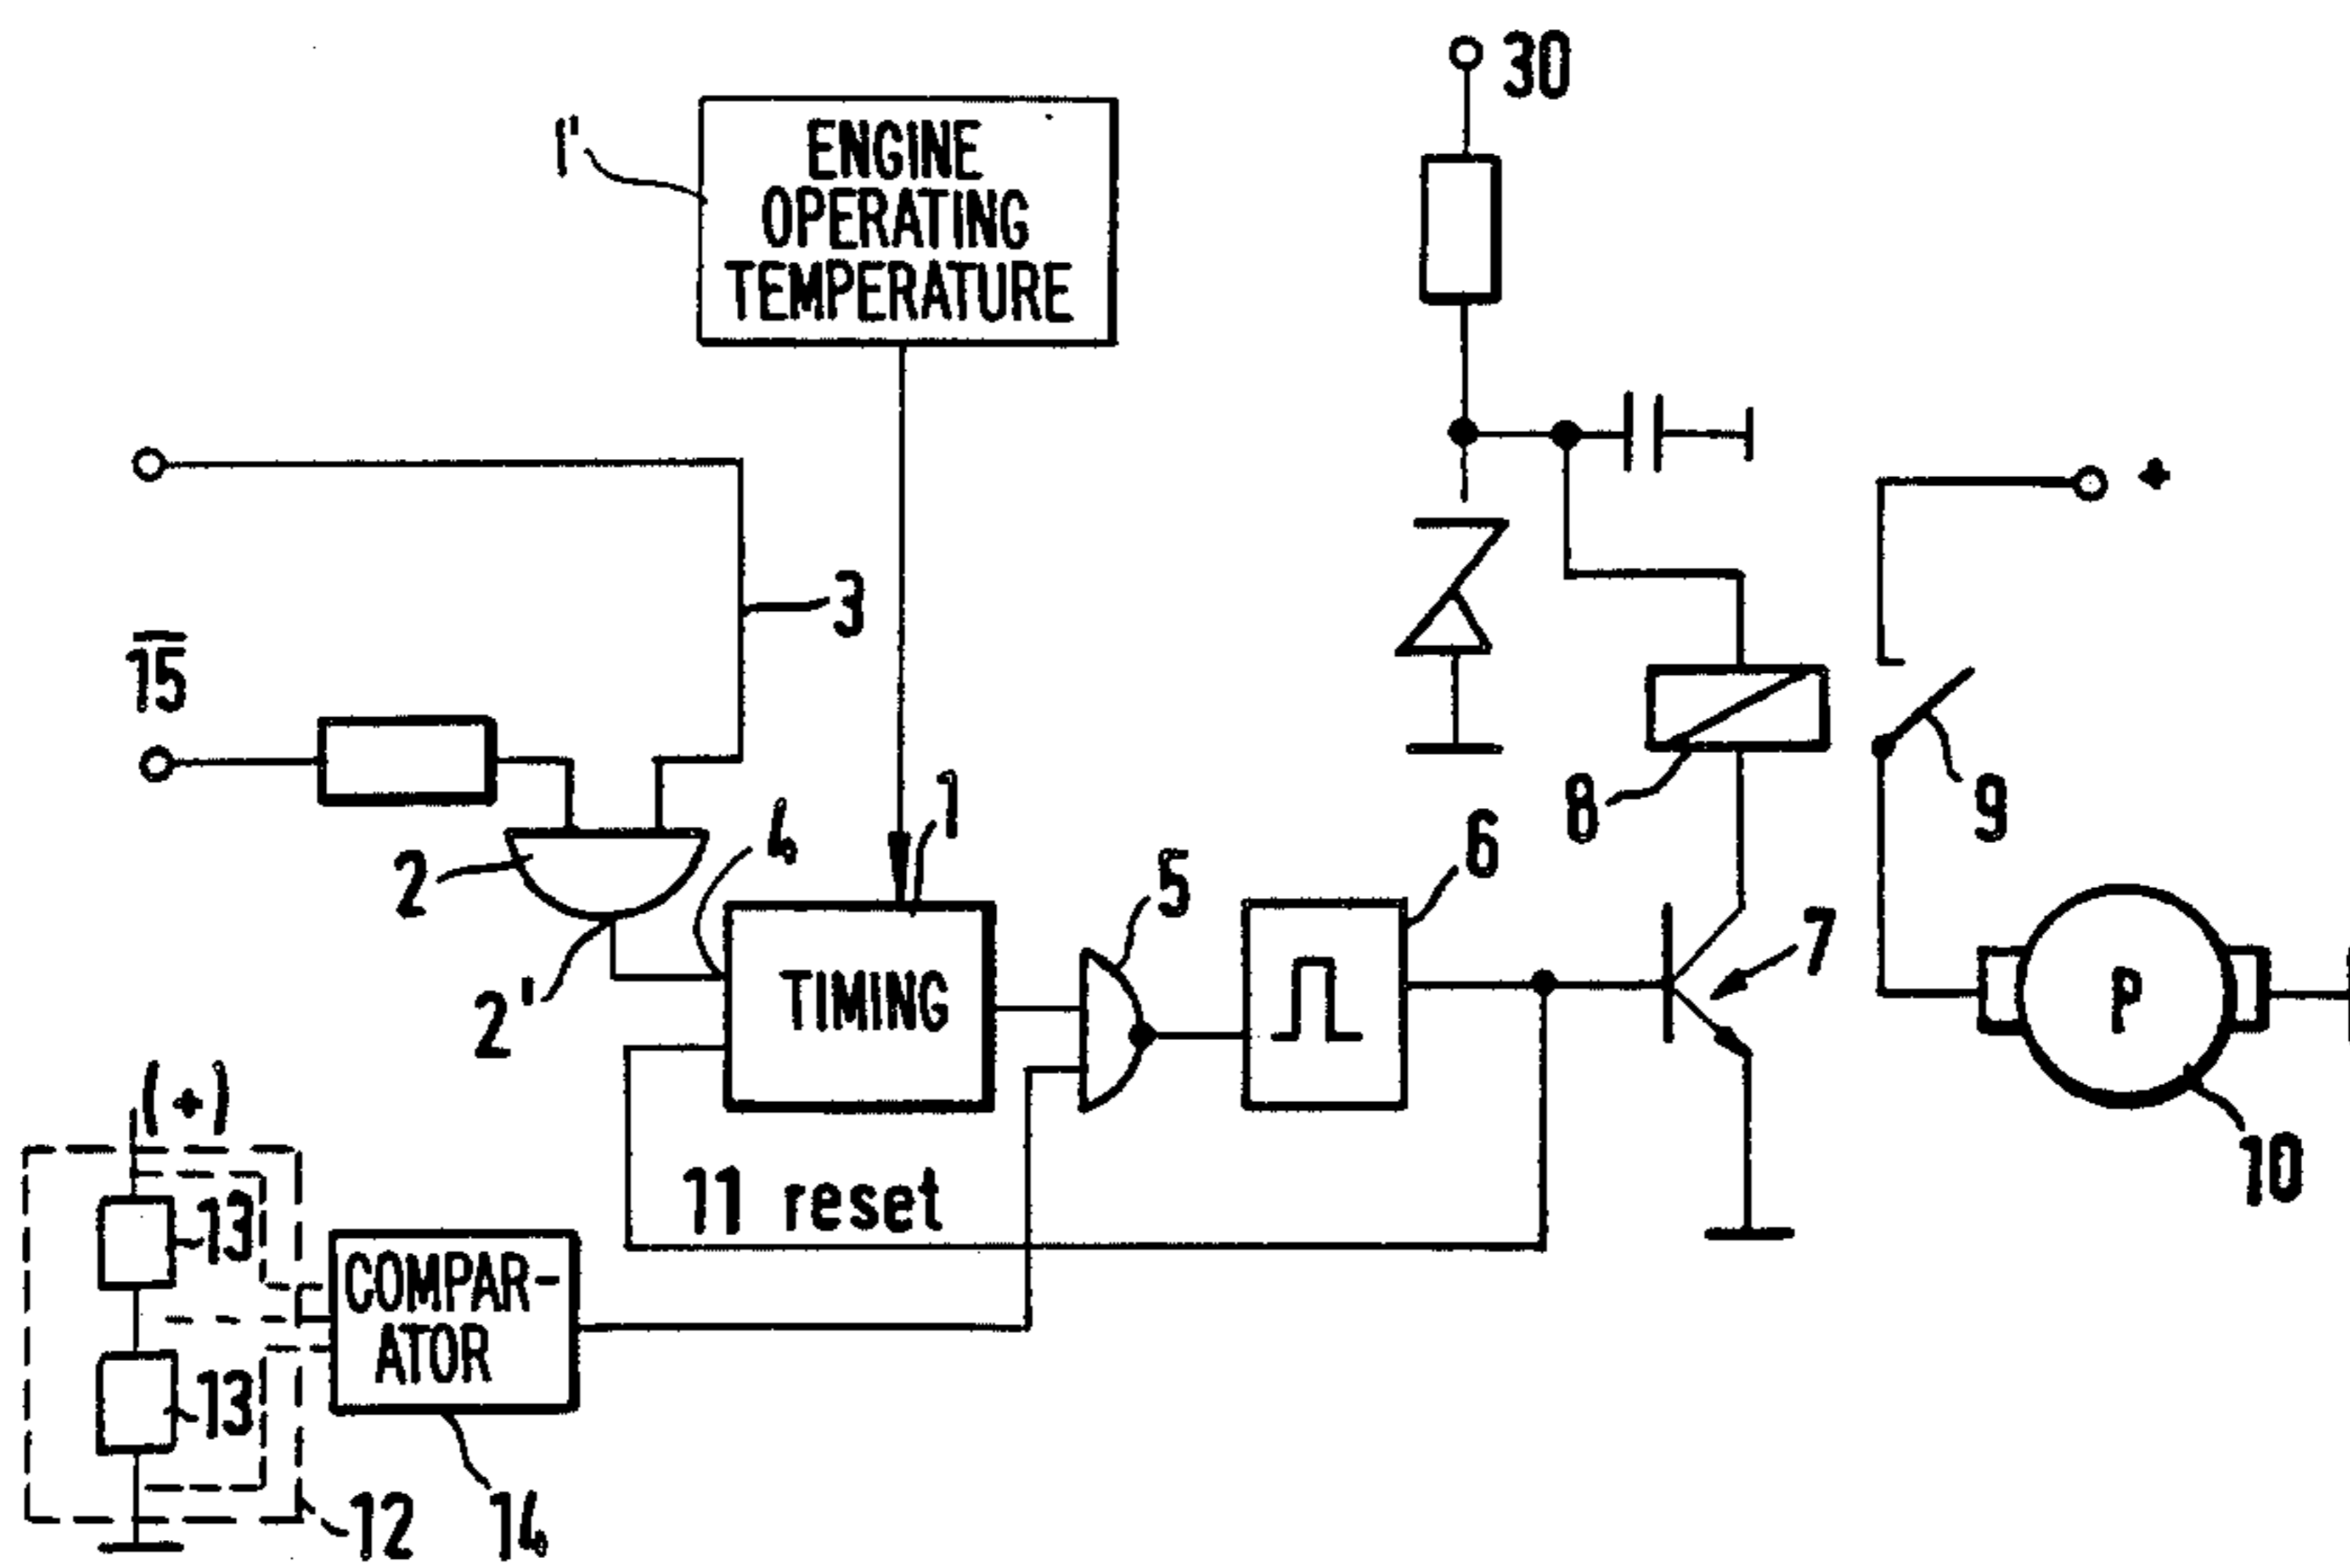 30
1'
ENGINE
OPERATING
TEMPERATURE
+
3
15
1
8
9
4
6
2
5
7
2'
TIMING
P
(+)
10
11 reset
13
COMPAR-
ATOR
13
12
14